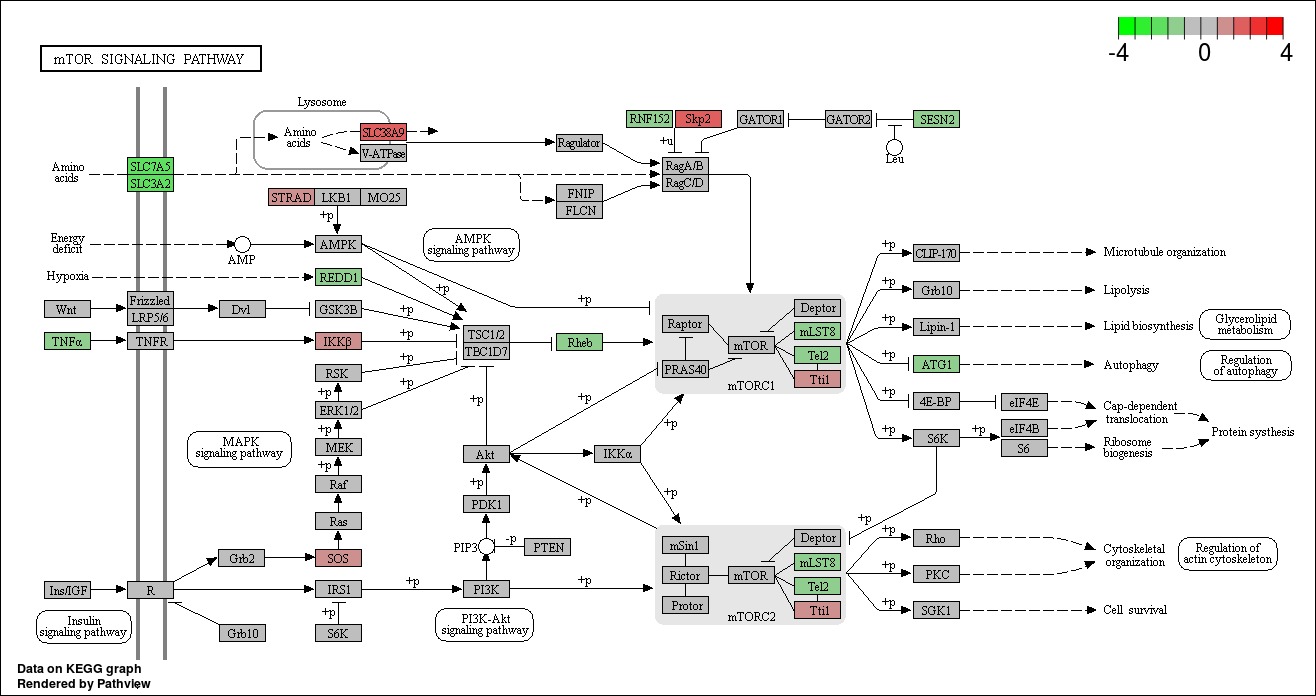 -4 0 4
mTOR SIGNALING PATHWAY
Lysosome
Amino
acids
SLC38A9
V-ATPase
Ragulator
RNF152 Skp2 GATOR1 GATOR2 SESN2
+u
Leu
RagA/B
RagC/D
Amino
acids
SLC7A5
SLC3A2
FNIP
FLCN
STRAD LKB1 MO25
+p
Energy
deficit
AMP
AMPK
AMPK
signaling pathway
Hypoxia
REDD1
+p
+p
Wnt
Frizzled
LRP5/6
Dvl
GSK3B
+p
TNFα
TNFR
IKKβ
+p
TSC1/2
TBC1D7
Rheb
RSK
+p
+p
ERK1/2
+p
+p
MEK
+p
Raf
Ras
MAPK
signaling pathway
Raptor
PRAS40
mTOR
Deptor
mLST8
Tel2
Tti1
mTORC1
+p
+p
Akt
IKKα
+p
+p
+p
+p
PDK1
PIP3
-p
PTEN
Grb2
SOS
Ins/IGF
R
IRS1
+p
PI3K
+p
+p
Grb10
S6K
Insulin
signaling pathway
PI3K-Akt
signaling pathway
mSin1
Rictor
Protor
mTOR
Deptor
mLST8
Tel2
Tti1
mTORC2
+p
CLIP-170
Microtubule organization
+p
Grb10
Lipolysis
+p
Lipin-1
Lipid biosynthesis
Glycerolipid
metabolism
+p
ATG1
Autophagy
Regulation
of autophagy
+p
4E-BP
eIF4E
Cap-dependent
translocation
+p
S6K
+p
eIF4B
S6
Ribosome
biogenesis
Protein systhesis
+p
+p
Rho
Cytoskeletal
organization
Regulation of
actin cytoskeleton
+p
PKC
+p
SGK1
Cell survival
Data on KEGG graph
Rendered by Pathview